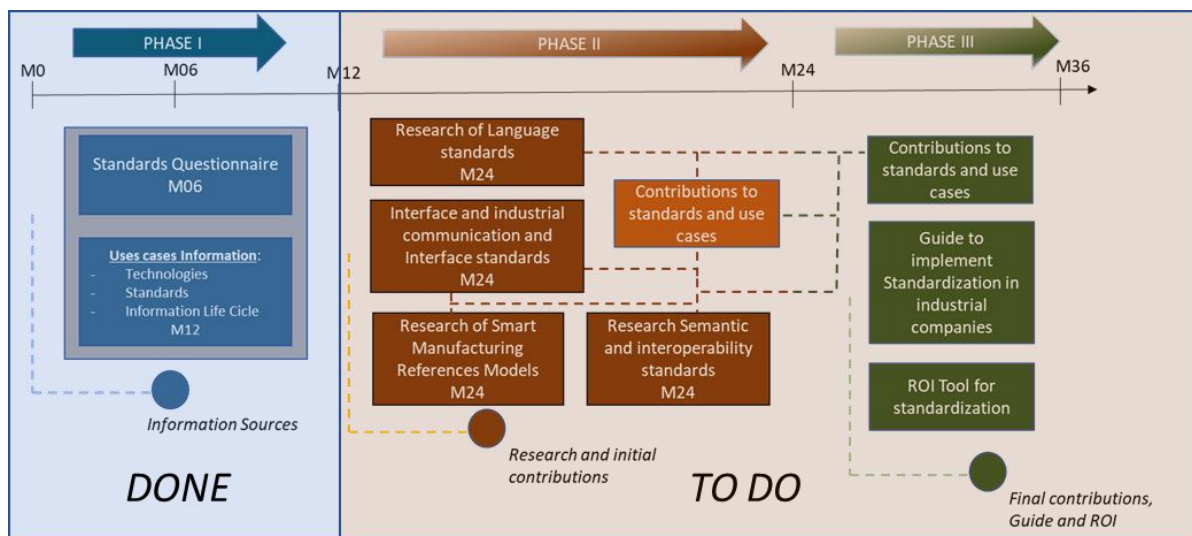 PHASE I
PHASE II
PHASE III
M0
M06
M12
M24
M36
Standards Questionnaire
M06
Uses cases Information:
- Technologies
- Standards
- Information Life Cicle
M12
Information Sources
DONE
Research of Language
standards
M24
Interface and industrial
communication and
Interface standards
M24
Research of Smart
Manufacturing
References Models
M24
Contributions to
standards and use
cases
Research Semantic
and interoperability
standards
M24
Research and initial
contributions
TO DO
Contributions to
standards and use
cases
Guide to
implement
Standardization in
industrial
companies
ROI Tool for
standardization
Final contributions,
Guide and ROI